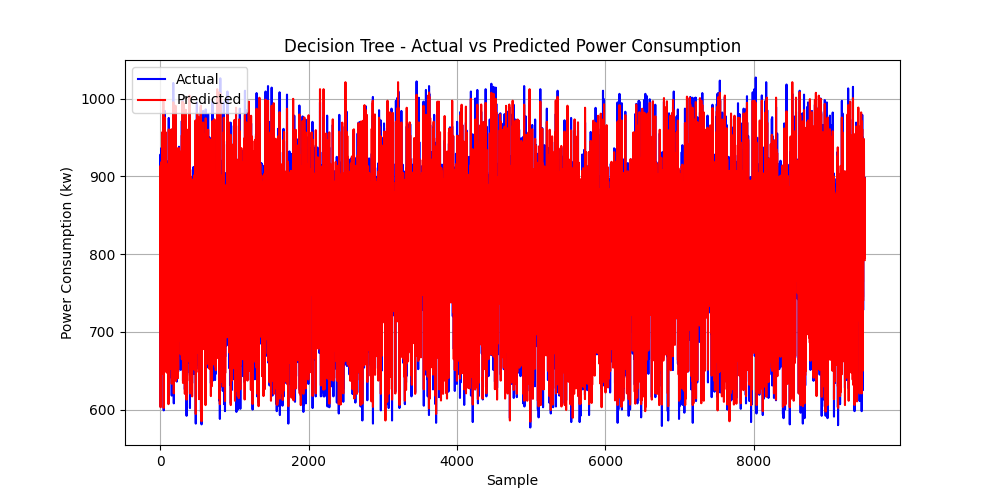 Decision Tree - Actual vs Predicted Power Consumption
Actual
Predicted
Power Consumption (kw)
1000
900
800
700
600
0
2000
4000
6000
8000
Sample